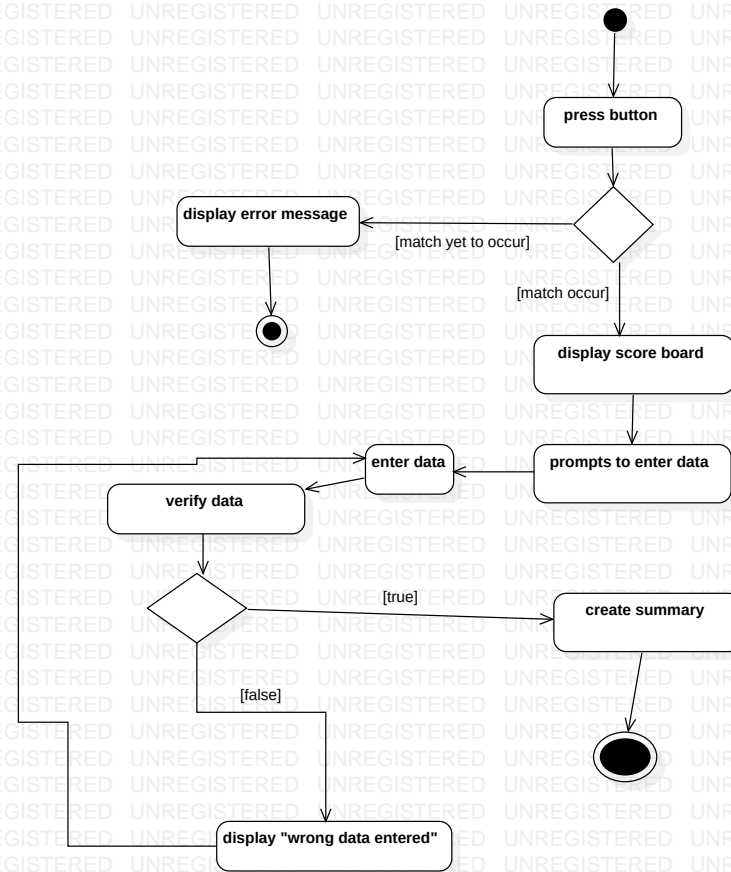 press button
display error message
[match yet to occur]
[match occur]
display score board
enter data
prompts to enter data
verify data
[true]
create summary
[false]
display "wrong data entered"
UNREGISTERED